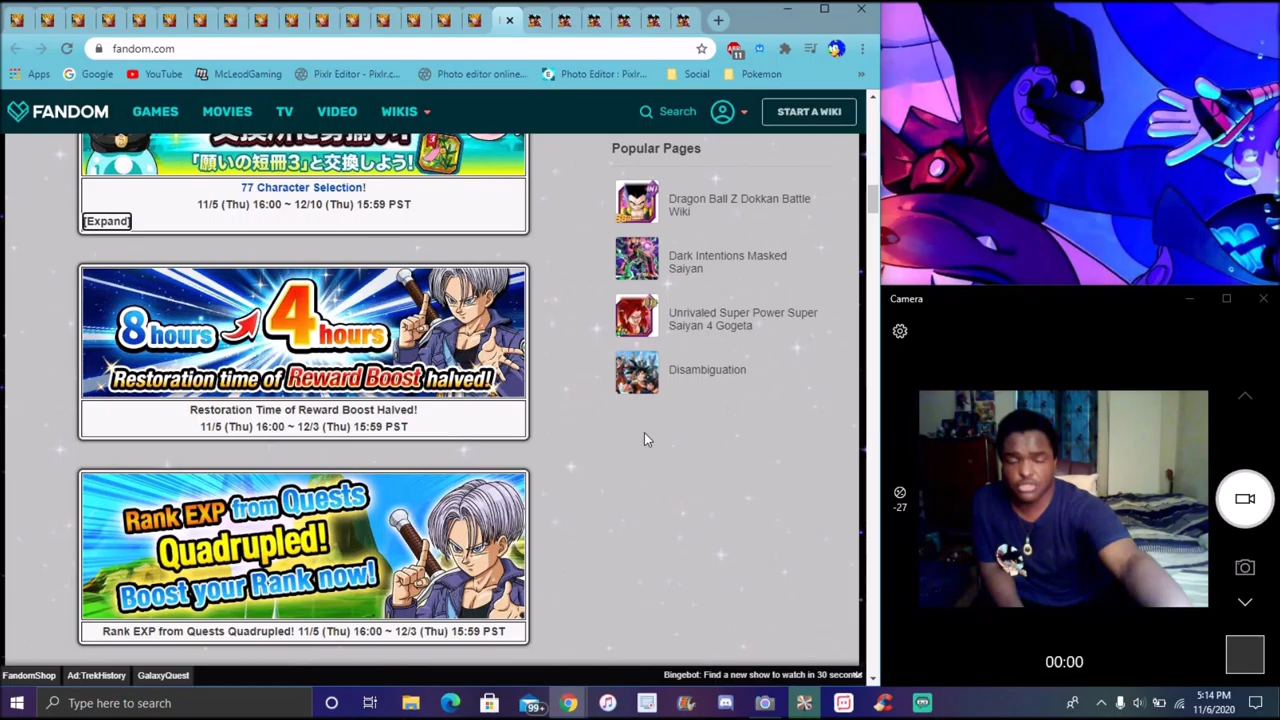 fandom.com
11
Apps
Google
YouTube
McLeodGaming
Pixlr Editor - Pixlr.c...
Photo editor online...
Photo Editor : Pixlr...
Social
Pokemon
»
FANDOM
GAMES
MOVIES
TV
VIDEO
WIKIS
Search
START A WIKI
「願いの短冊3」と交換しよう!
77 Character Selection!
11/5 (Thu) 16:00 ~ 12/10 (Thu) 15:59 PST
[Expand]
8 hours
4 hours
Restoration time of Reward Boost halved!
Restoration Time of Reward Boost Halved!
11/5 (Thu) 16:00 ~ 12/3 (Thu) 15:59 PST
Rank EXP from Quests
Quadrupled!
Boost your Rank now!
Rank EXP from Quests Quadrupled! 11/5 (Thu) 16:00 ~ 12/3 (Thu) 15:59 PST
Popular Pages
Dragon Ball Z Dokkan Battle
Wiki
Dark Intentions Masked
Saiyan
Unrivaled Super Power Super
Saiyan 4 Gogeta
Disambiguation
FandomShop
Ad:TrekHistory
GalaxyQuest
Bingebot: Find a new show to watch in 30 seconds
Camera
-27
00:00
Type here to search
99+
5:14 PM
11/6/2020